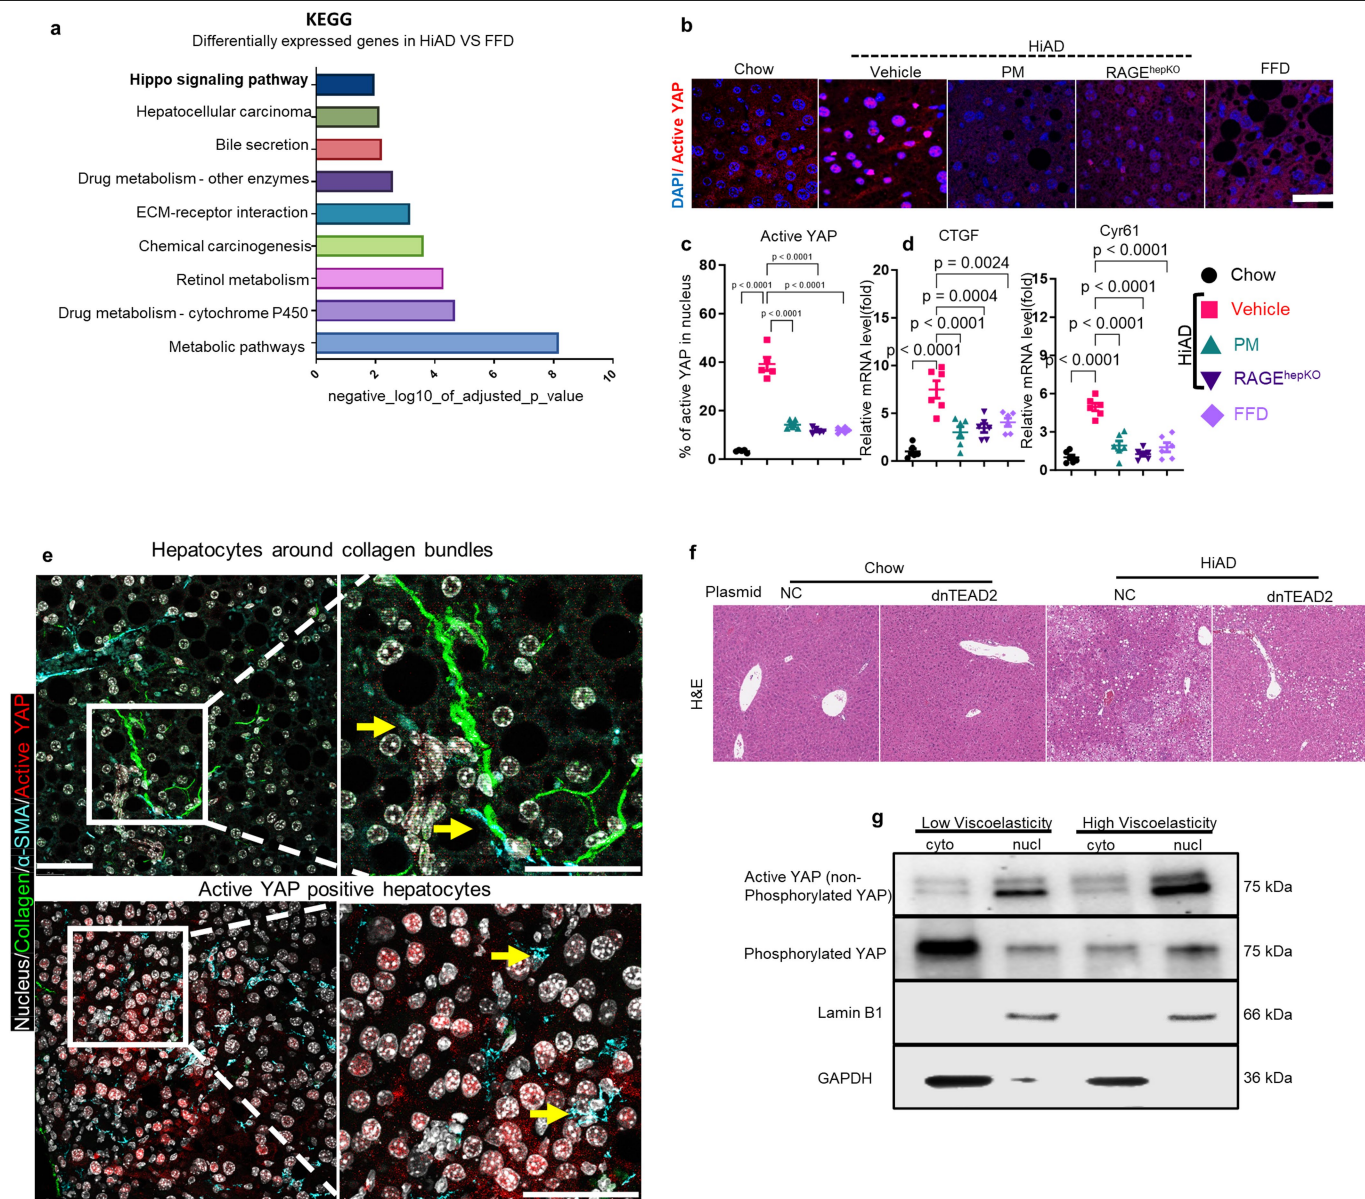 a
KEGG
Differentially expressed genes in HiAD VS FFD
Hippo signaling pathway
Hepatocellular carcinoma
Bile secretion
Drug metabolism - other enzymes
ECM-receptor interaction
Chemical carcinogenesis
Retinol metabolism
Drug metabolism - cytochrome P450
Metabolic pathways
0 2 4 6 8 10
negative_log10_of_adjusted_p_value
b
HiAD
Chow Vehicle PM RAGEhepKO FFD
DAPI/ Active YAP
c
Active YAP
% of active YAP in nucleus
80
60
40
20
0
p < 0.0001
p < 0.0001 p < 0.0001
p < 0.0001
d
CTGF
Relative mRNA level(fold)
20
15
10
5
0
p = 0.0024
p = 0.0004
p < 0.0001
p < 0.0001
Cyr61
Relative mRNA level(fold)
15
12
9
6
3
0
p < 0.0001
p < 0.0001
p < 0.0001
p < 0.0001
Chow
HiAD
Vehicle
PM
RAGEhepKO
FFD
e
Hepatocytes around collagen bundles
Nucleus/Collagen/α-SMA/Active YAP
Active YAP positive hepatocytes
f
Chow HiAD
Plasmid NC dnTEAD2 NC dnTEAD2
H&E
g
Low Viscoelasticity High Viscoelasticity
cyto nucl cyto nucl
Active YAP (non-
Phosphorylated YAP)
75 kDa
Phosphorylated YAP 75 kDa
Lamin B1 66 kDa
GAPDH 36 kDa